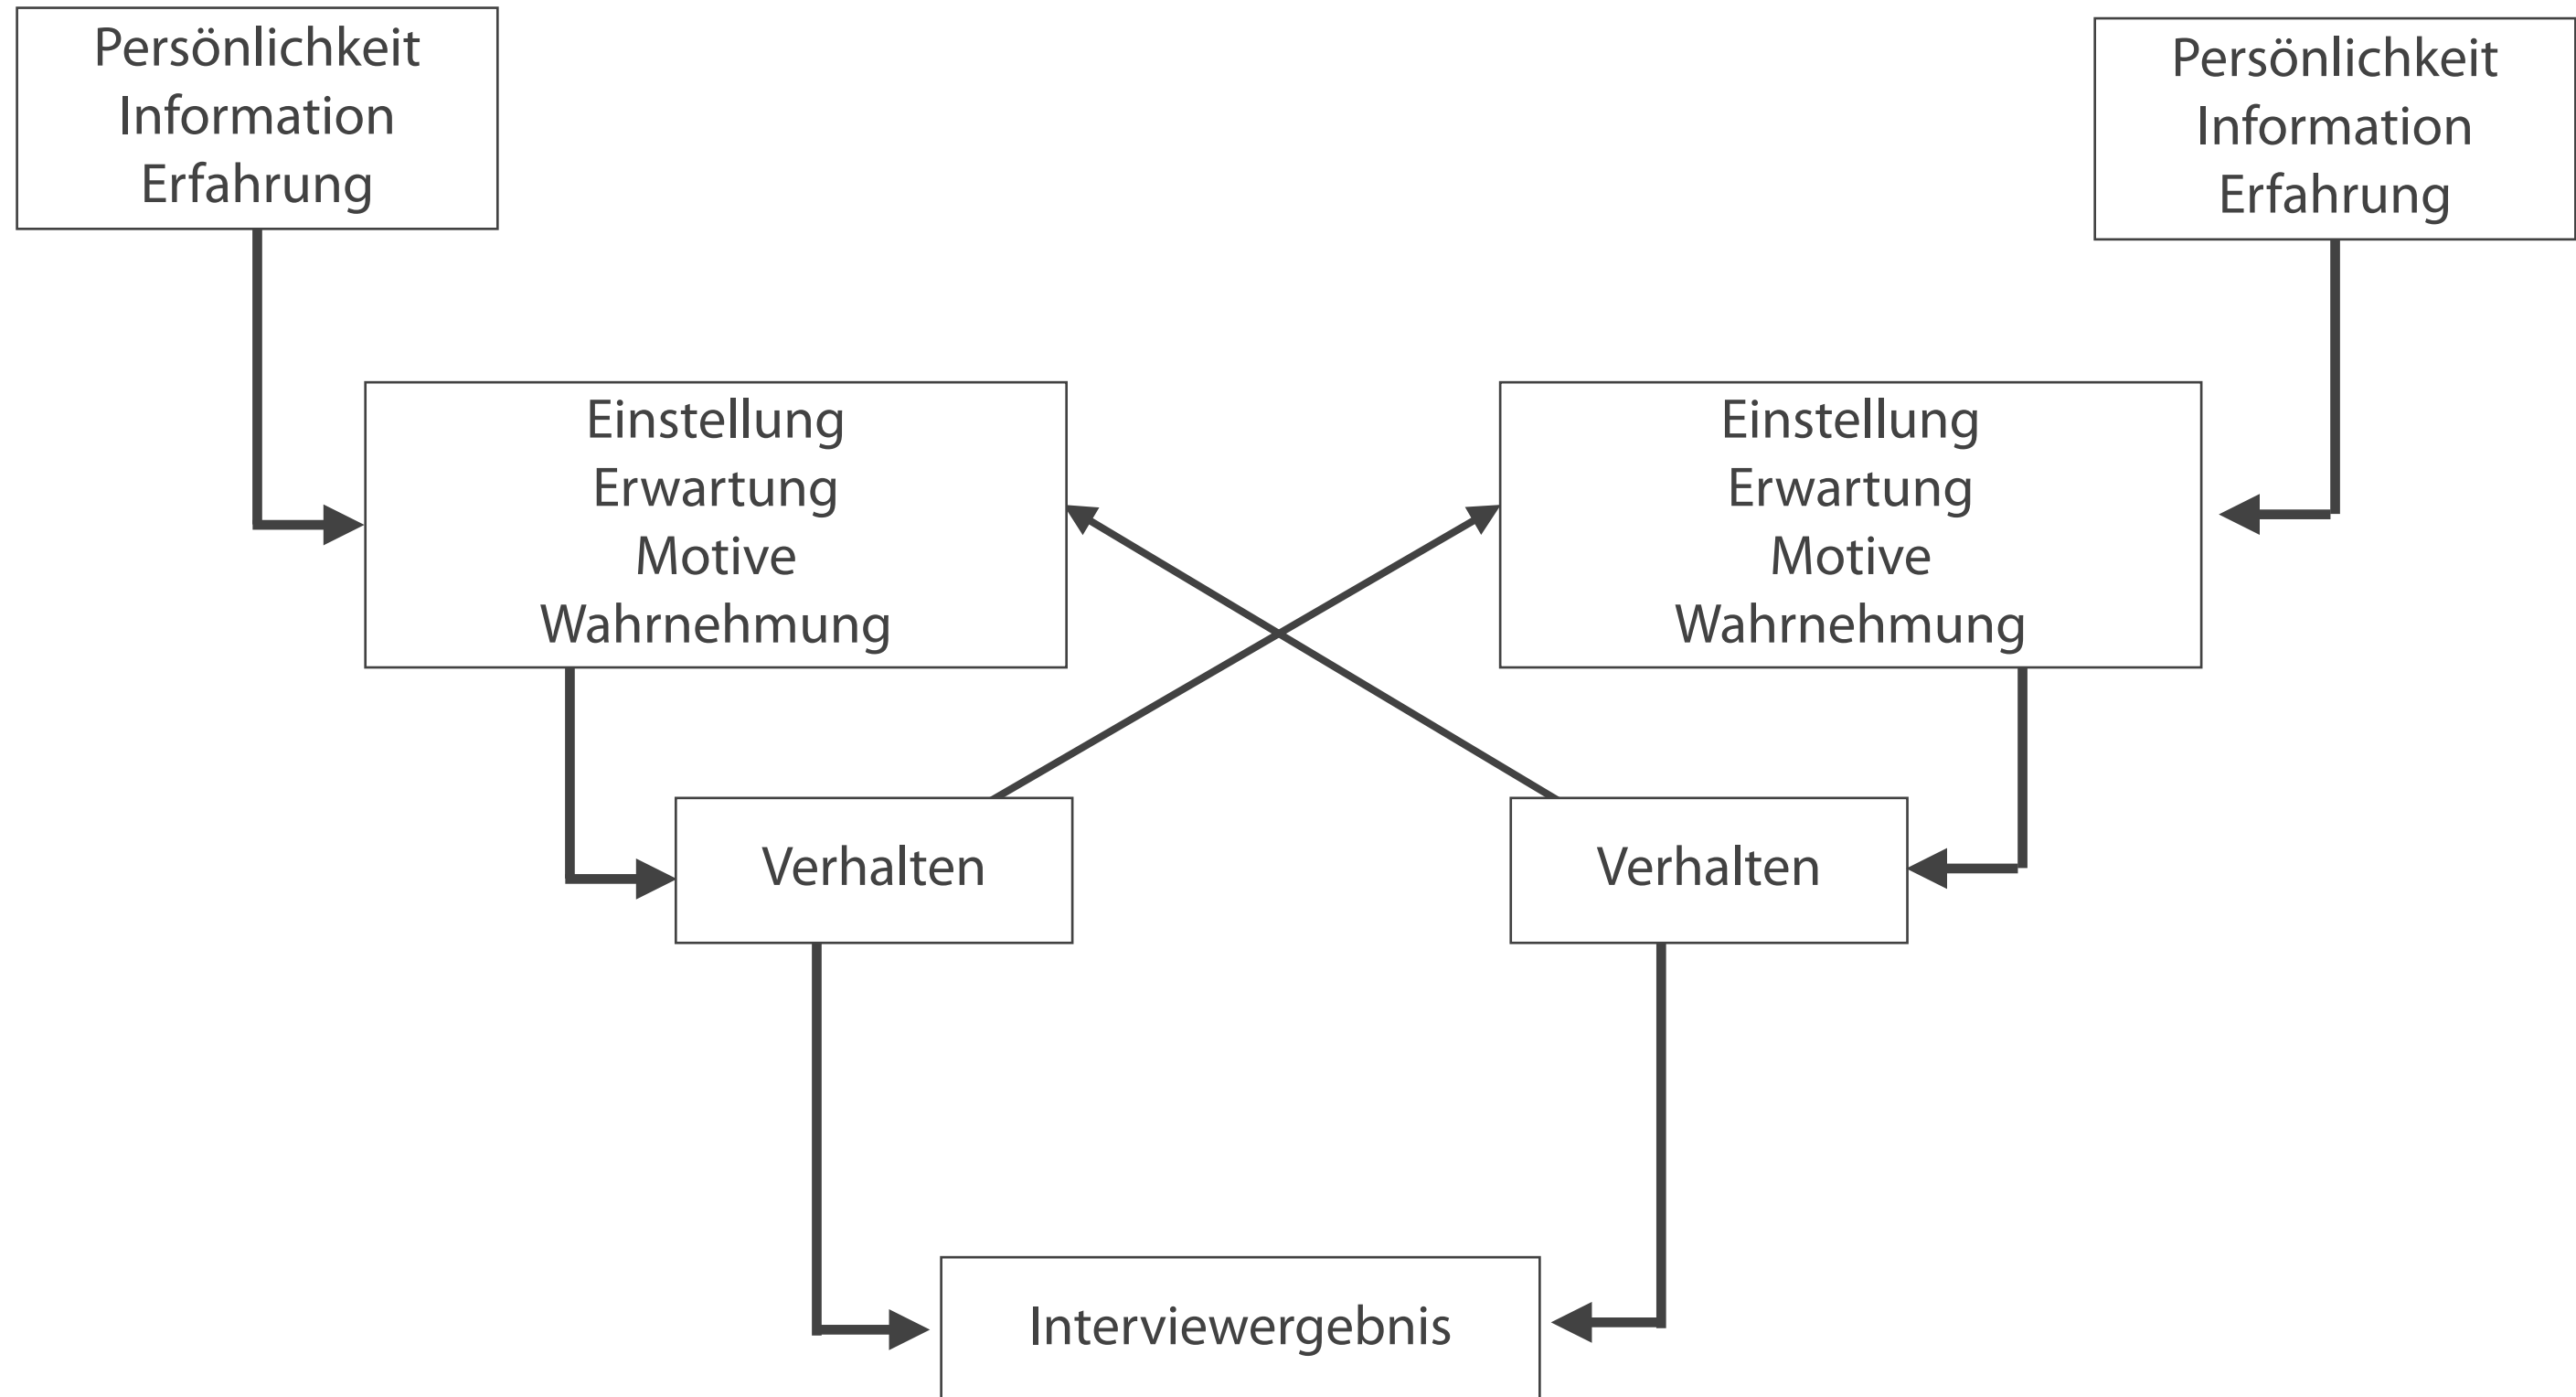 Persönlichkeit
Information
Erfahrung
Persönlichkeit
Information
Erfahrung
Einstellung
Erwartung
Motive
Wahrnehmung
Einstellung
Erwartung
Motive
Wahrnehmung
Verhalten
Verhalten
Interviewergebnis